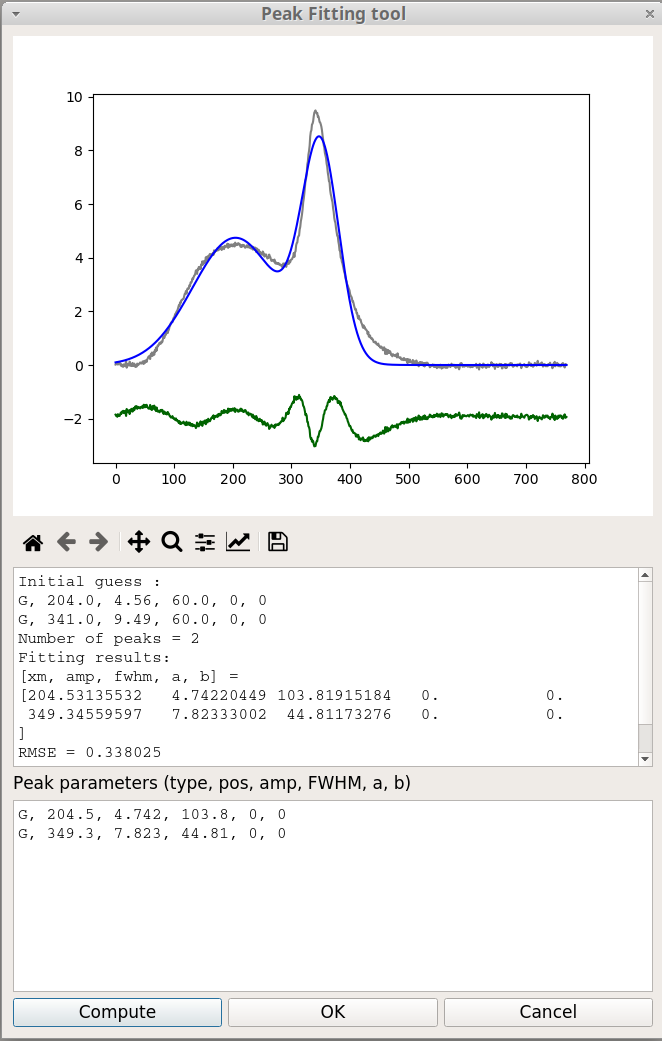 Peak Fitting tool
10
8
6
4
2
0
−2
0 100 200 300 400 500 600 700 800
Initial guess :
G, 204.0, 4.56, 60.0, 0, 0
G, 341.0, 9.49, 60.0, 0, 0
Number of peaks = 2
Fitting results:
[xm, amp, fwhm, a, b] =
[204.53135532 4.74220449 103.81915184 0. 0.
349.34559597 7.82333002 44.81173276 0. 0.
]
RMSE = 0.338025
Peak parameters (type, pos, amp, FWHM, a, b)
G, 204.5, 4.742, 103.8, 0, 0
G, 349.3, 7.823, 44.81, 0, 0
Compute OK Cancel